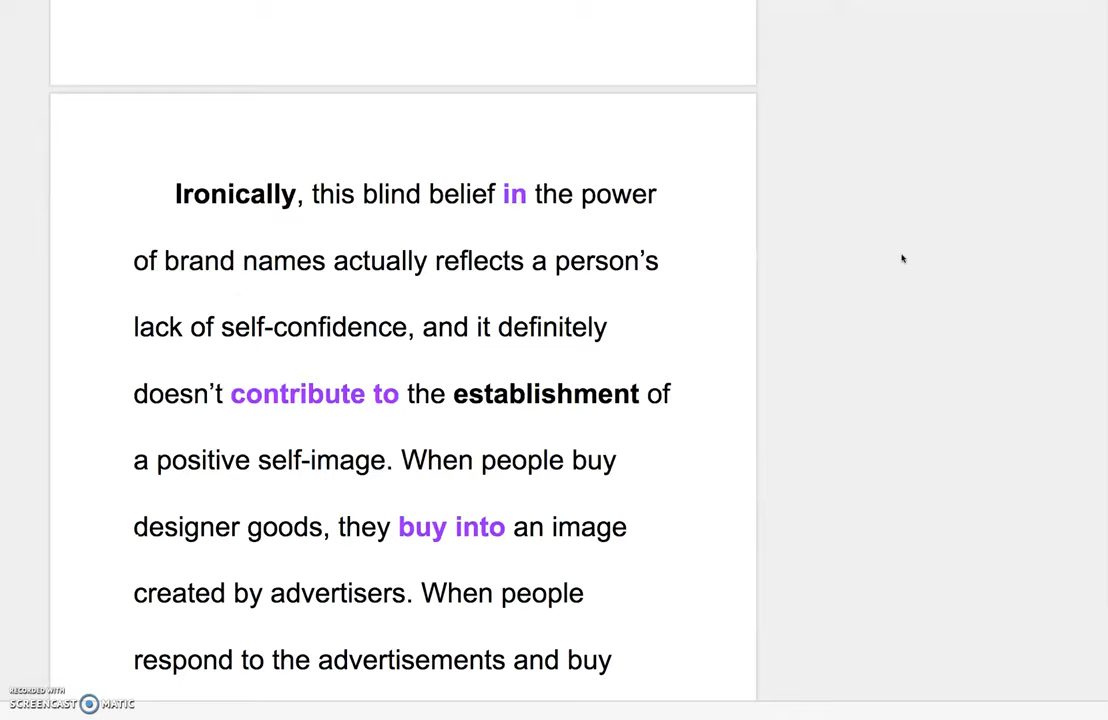 Ironically, this blind belief in the power
of brand names actually reflects a person’s
lack of self-confidence, and it definitely
doesn’t contribute to the establishment of
a positive self-image. When people buy
designer goods, they buy into an image
created by advertisers. When people
respond to the advertisements and buy
RECORDED WITH
SCREENCAST MATIC